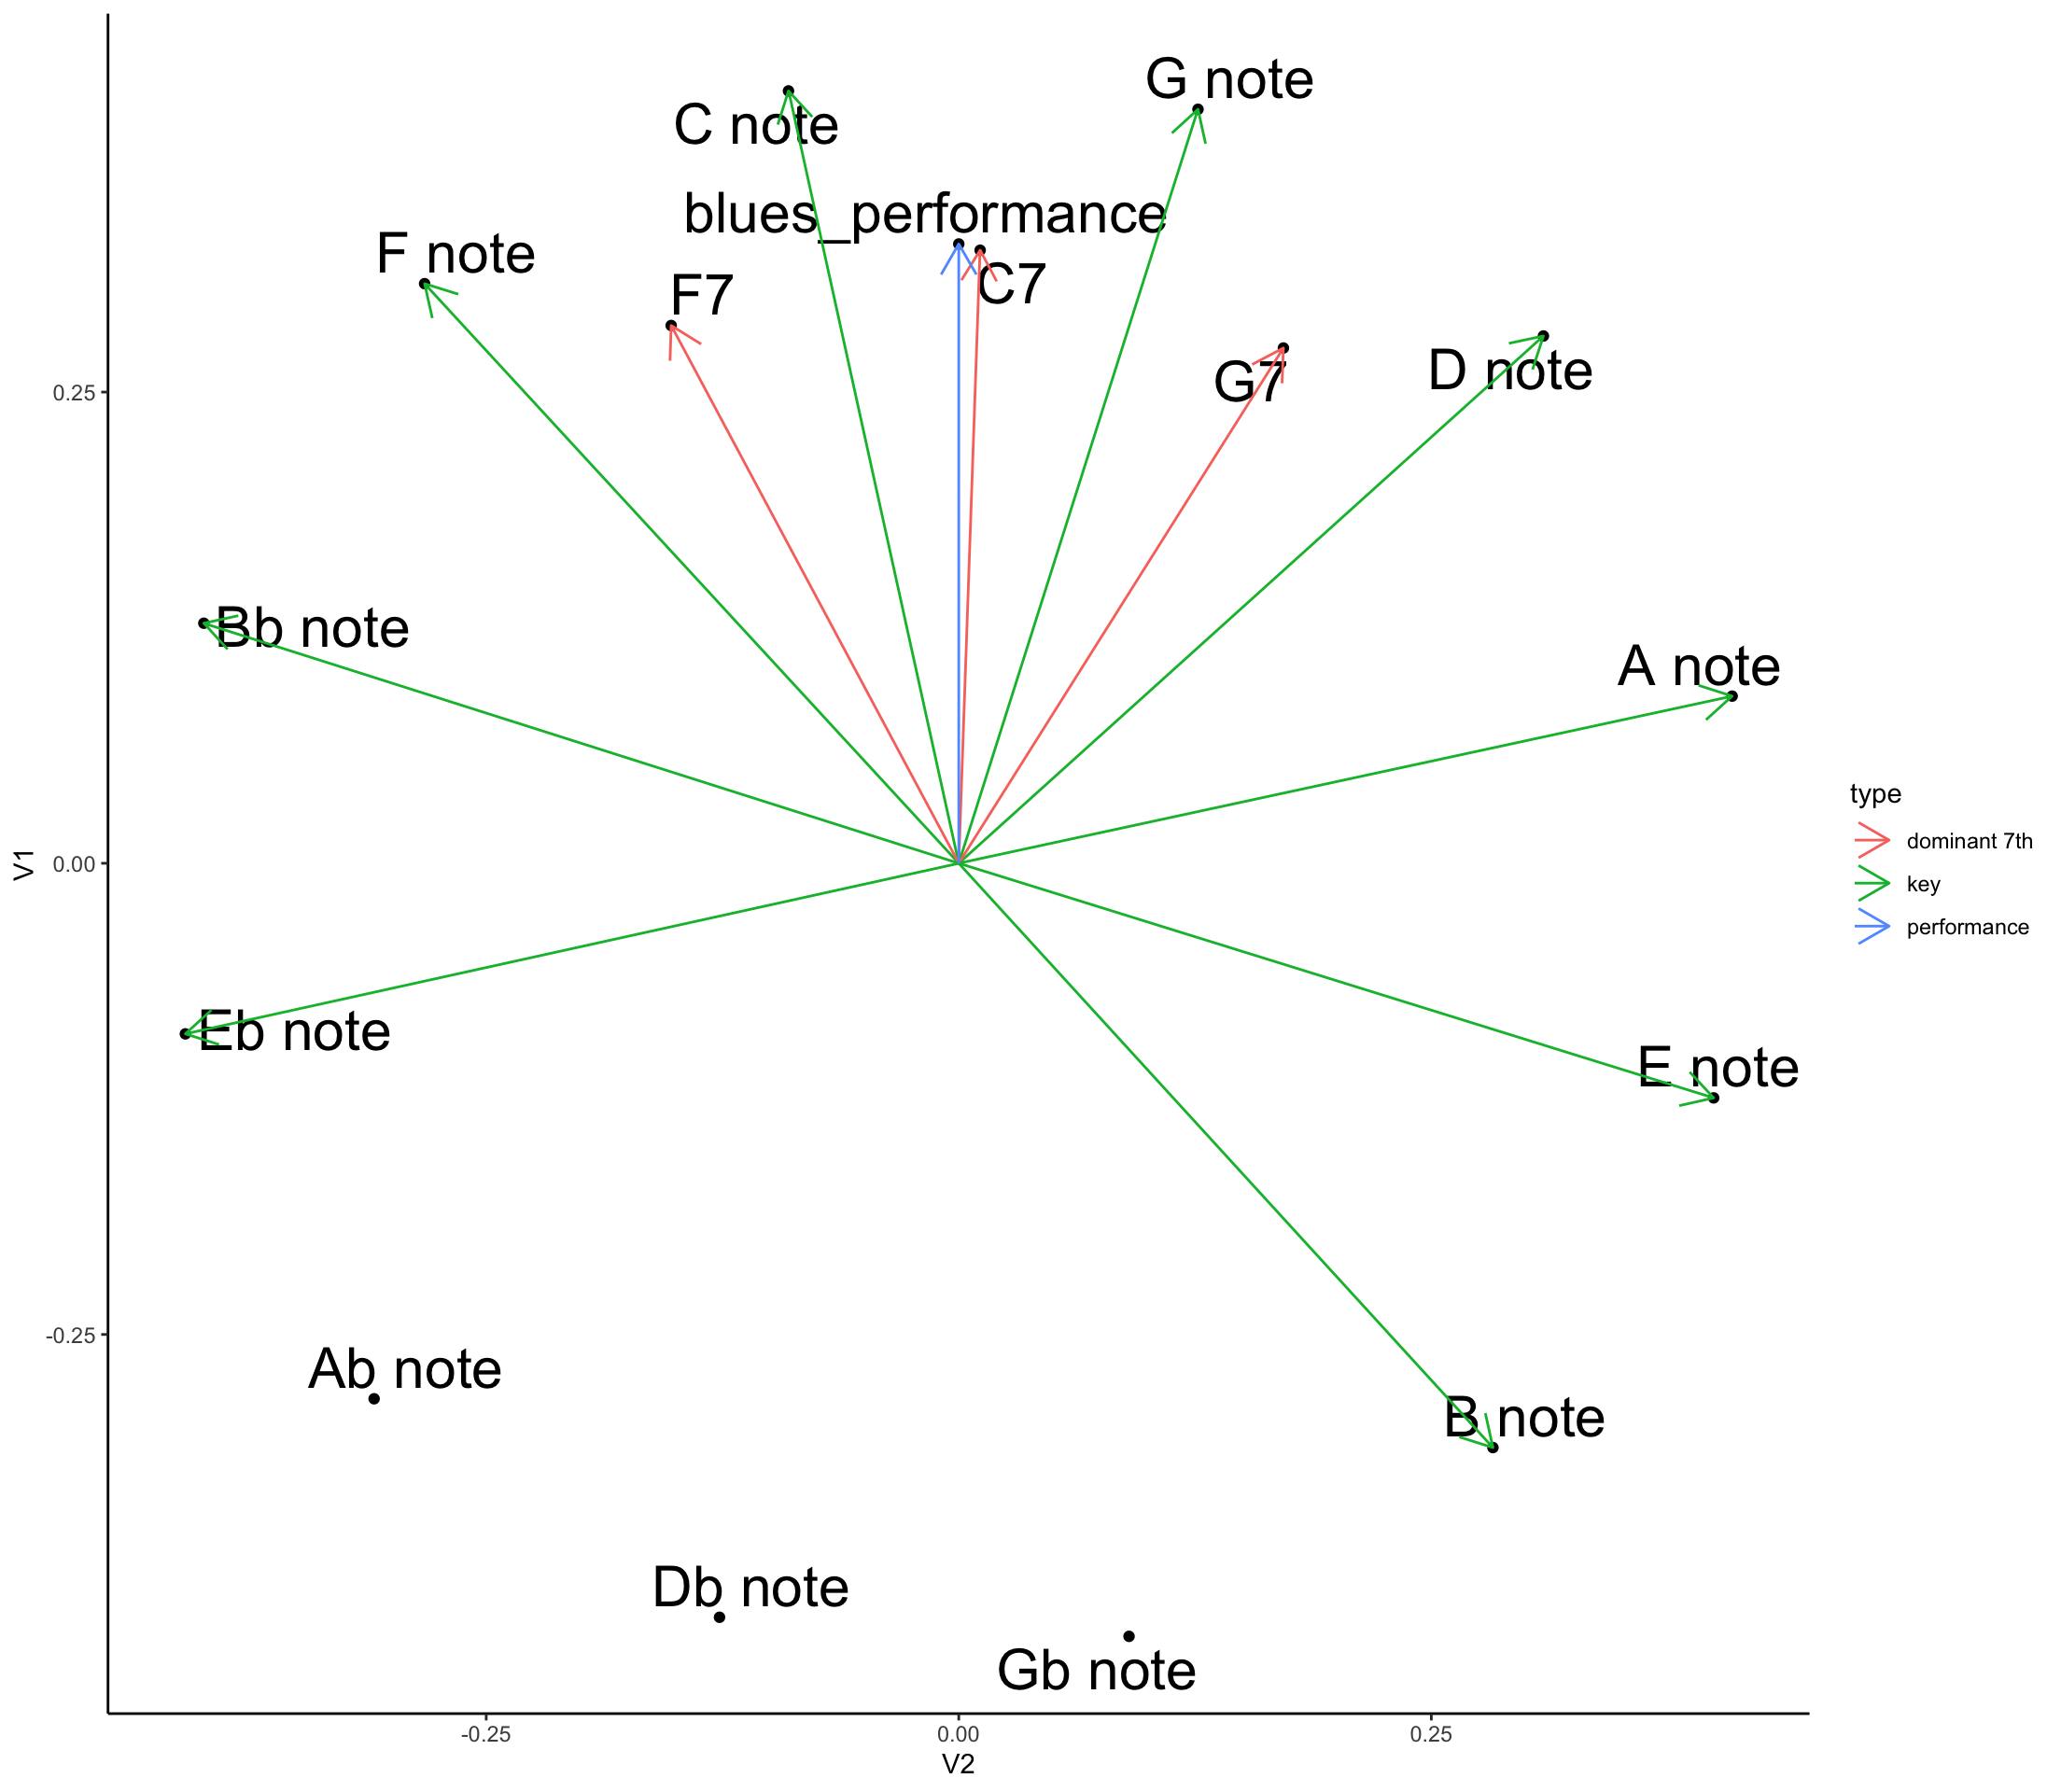 G note
C note
blues_performance
F note
C7
F7
G7
D note
0.25
Bb note
A note
type
dominant 7th
V1
0.00
key
performance
Eb note
E note
-0.25
Ab note
B note
Db note
Gb note
-0.25
0.00
0.25
V2